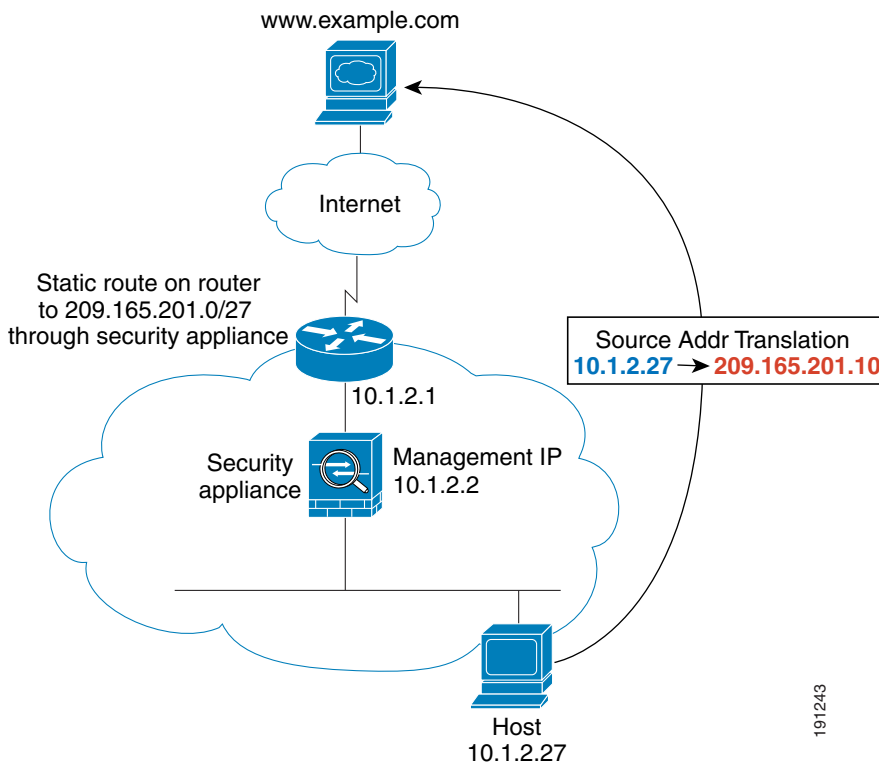 www.example.com
Internet
Static route on router
to 209.165.201.0/27
through security appliance
Source Addr Translation
10.1.2.27 → 209.165.201.10
10.1.2.1
Security
appliance
Management IP
10.1.2.2
Host
10.1.2.27
191243